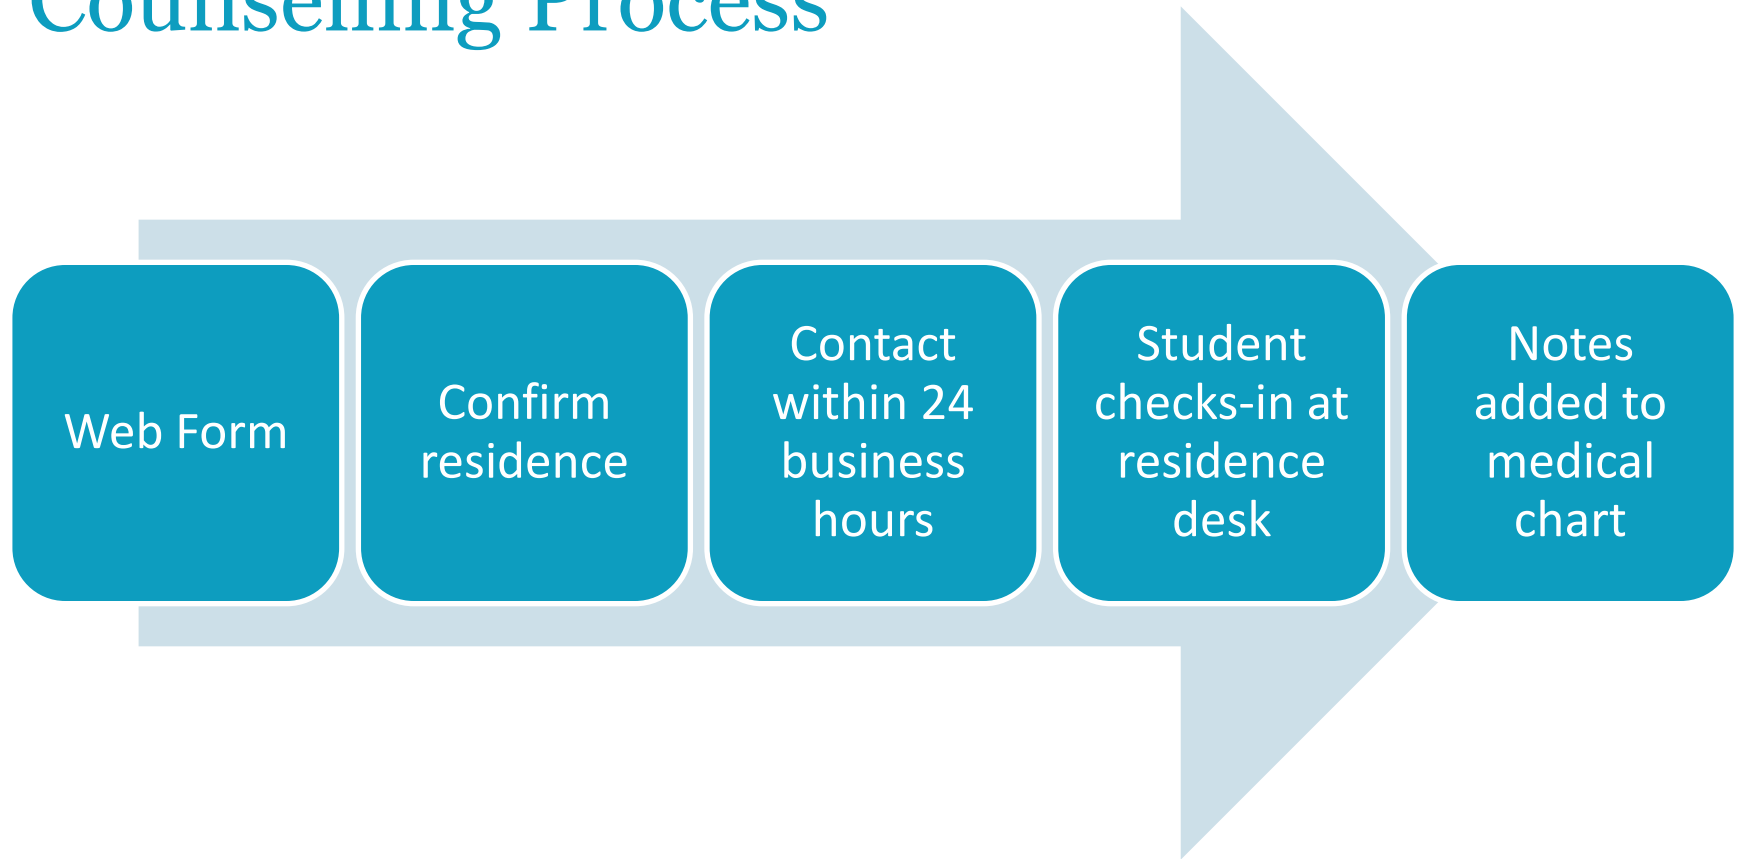 Counselling Process
Web Form
Confirm
residence
Contact
within 24
business
hours
Student
checks-in at
residence
desk
Notes
added to
medical
chart